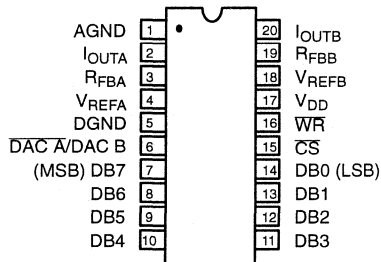 AGND 1 20 IOUTB
IOUTA 2 19 RFBB
RFBA 3 18 VREFB
VREFA 4 17 VDD
DGND 5 16 WR
DAC A/DAC B 6 15 CS
(MSB) DB7 7 14 DB0 (LSB)
DB6 8 13 DB1
DB5 9 12 DB2
DB4 10 11 DB3